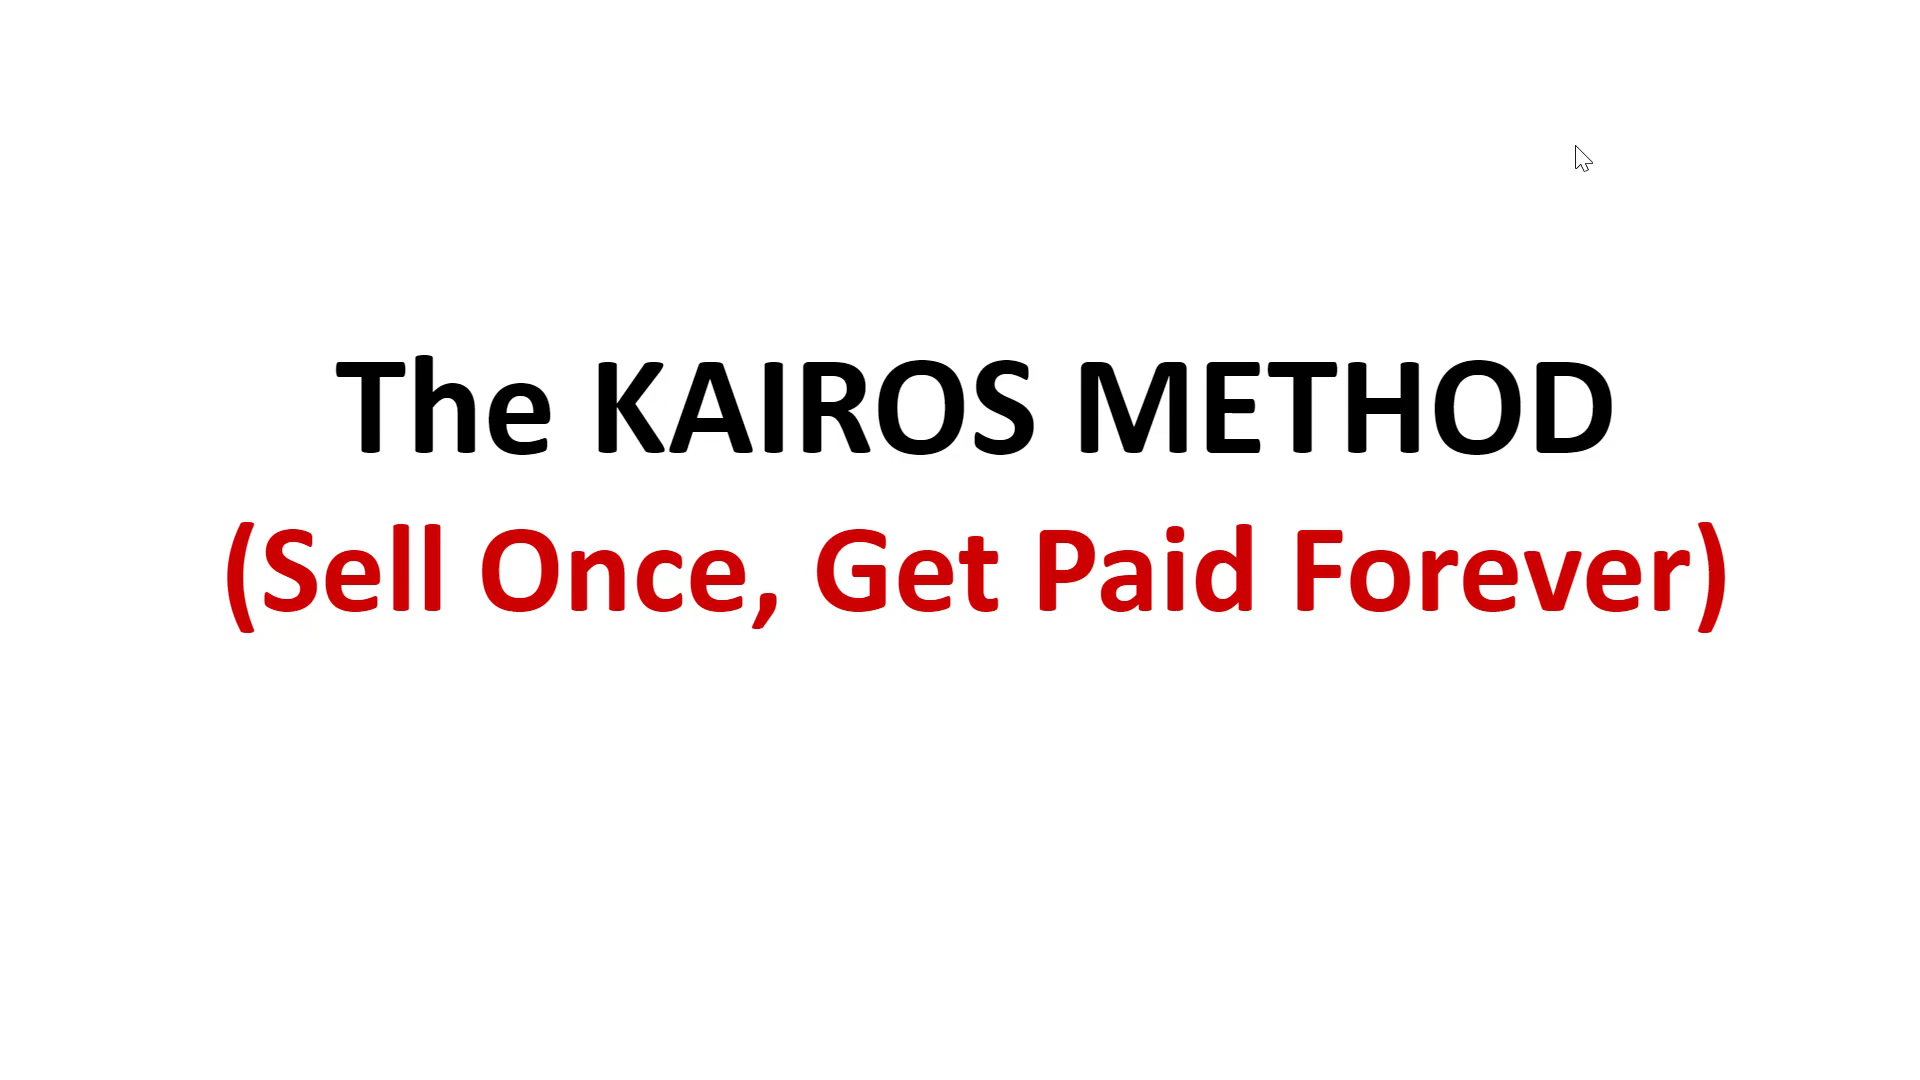 The KAIROS METHOD
(Sell Once, Get Paid Forever)